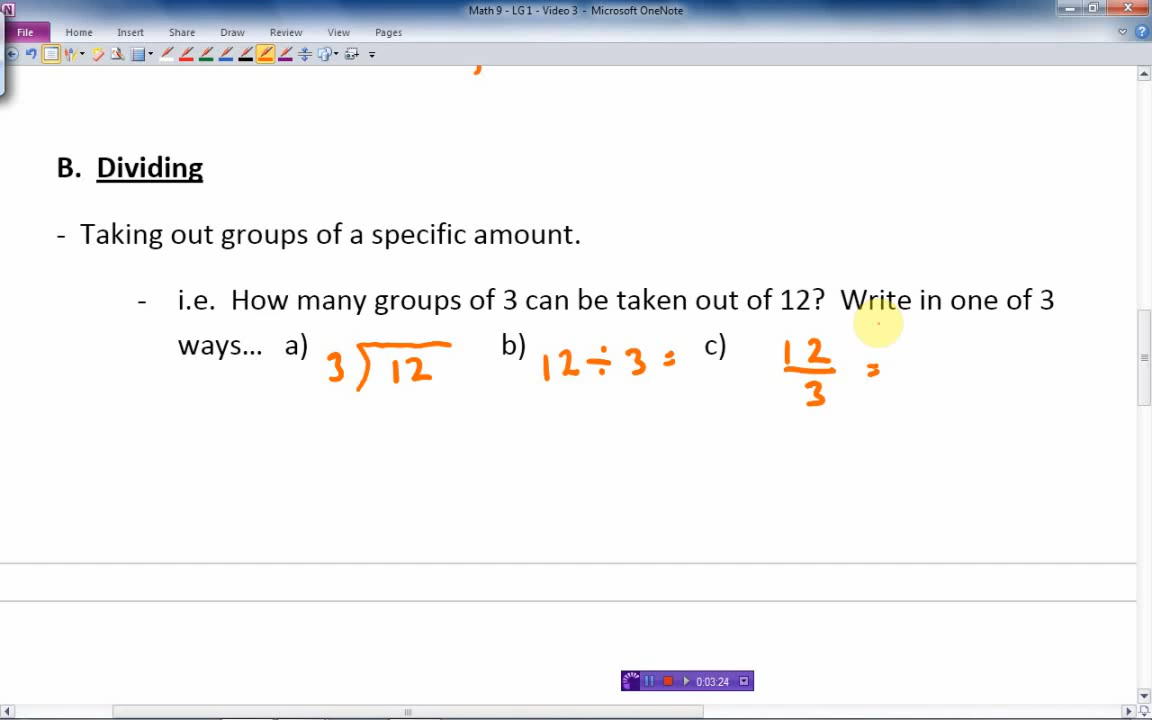 Math 9 - LG 1 - Video 3 - Microsoft OneNote
File Home Insert Share Draw Review View Pages
B. Dividing
- Taking out groups of a specific amount.
- i.e. How many groups of 3 can be taken out of 12? Write in one of 3
ways... a) 3 ) 12 b) 12 ÷ 3 = c) 12/3 =
0:03:24